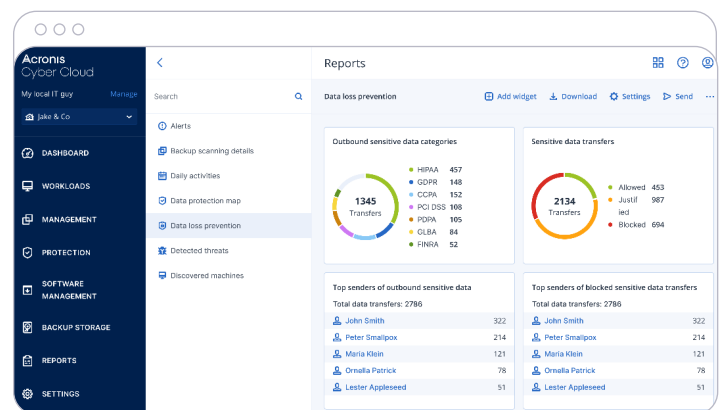 Acronis
Cyber Cloud
My local IT guy Manage
Jake & Co
DASHBOARD
WORKLOADS
MANAGEMENT
PROTECTION
SOFTWARE
MANAGEMENT
BACKUP STORAGE
REPORTS
SETTINGS
Search
Alerts
Backup scanning details
Daily activities
Data protection map
Data loss prevention
Detected threats
Discovered machines
Reports
Data loss prevention
Add widget
Download
Settings
Send
Outbound sensitive data categories
1345
Transfers
HIPAA 457
GDPR 148
CCPA 152
PCI DSS 108
PDPA 105
GLBA 84
FINRA 52
Sensitive data transfers
2134
Transfers
Allowed 453
Justif 987
ied
Blocked 694
Top senders of outbound sensitive data
Total data transfers: 2786
John Smith 322
Peter Smallpox 214
Maria Klein 121
Ornella Patrick 78
Lester Appleseed 51
Top senders of blocked sensitive data transfers
Total data transfers: 2786
John Smith 322
Peter Smallpox 214
Maria Klein 121
Ornella Patrick 78
Lester Appleseed 51